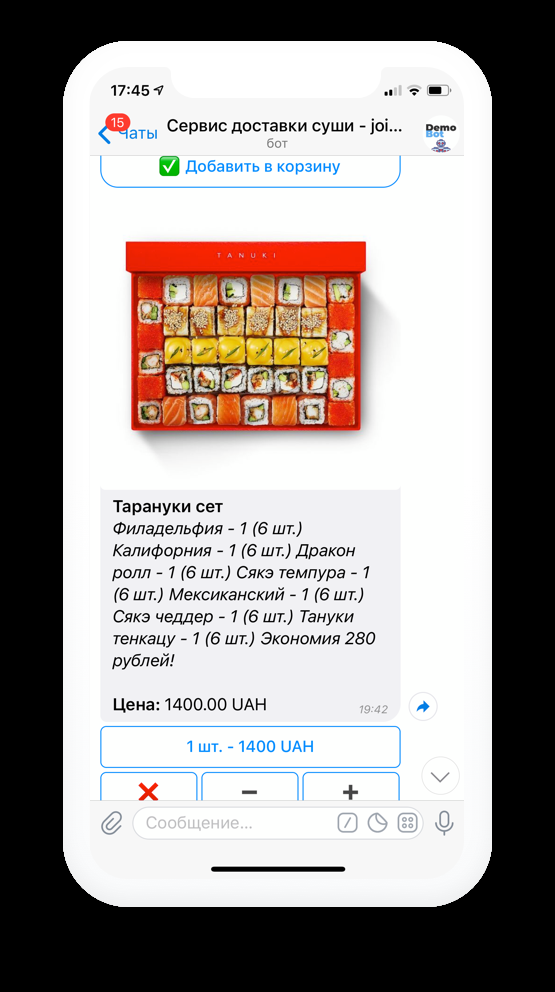 17:45
15
Чаты
Сервис доставки суши - joi...
бот
Demo
Bot
Добавить в корзину
TANUKI
Тарануки сет
Филадельфия - 1 (6 шт.)
Калифорния - 1 (6 шт.) Дракон
ролл - 1 (6 шт.) Сякэ темпура - 1
(6 шт.) Мексиканский - 1 (6 шт.)
Сякэ чеддер - 1 (6 шт.) Тануки
тенкацу - 1 (6 шт.) Экономия 280
рублей!
Цена: 1400.00 UAH
19:42
1 шт. - 1400 UAH
Сообщение...